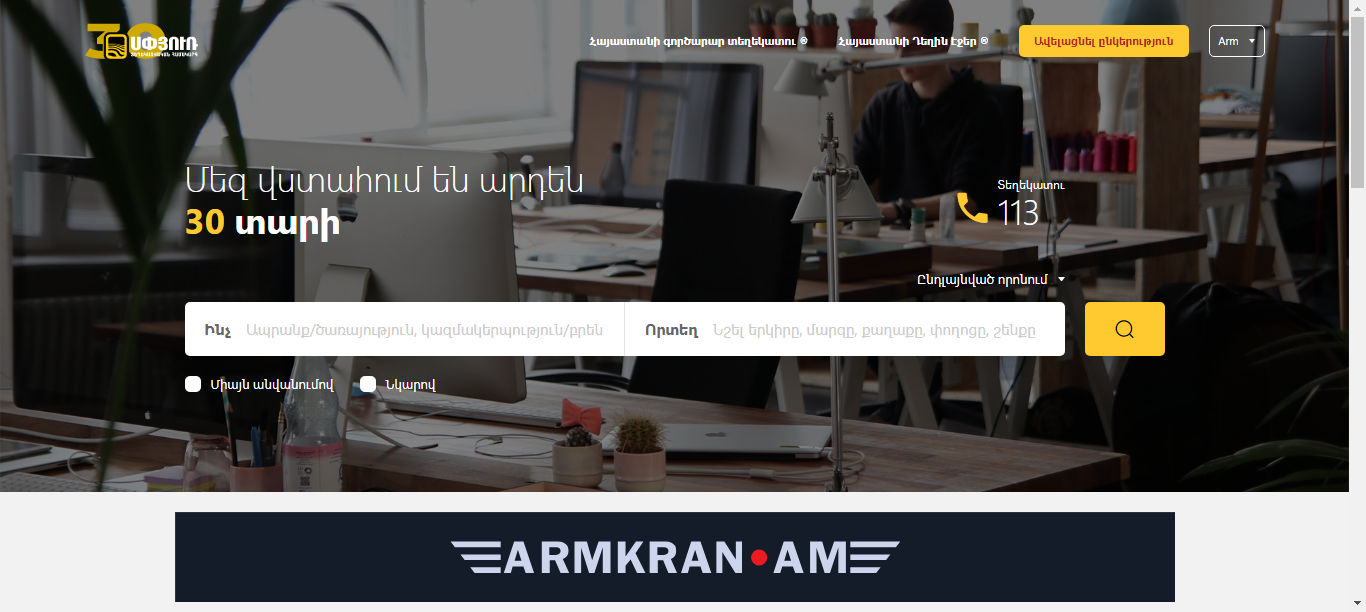 30 ՍՓՅՈՒՌ
ՏԵՂԵԿԱՏՎԱԿԱՆ ՀԱՄԱԿԱՐԳ
Հայաստանի գործարար տեղեկատու ®
Հայաստանի Դեղին Էջեր ®
Ավելացնել ընկերություն
Arm
Մեզ վստահում են արդեն
30 տարի
Տեղեկատու
113
Ընդլայնված որոնում
Ինչ Ապրանք/ծառայություն, կազմակերպություն/բրեն
Որտեղ Նշել երկիրը, մարզը, քաղաքը, փողոցը, շենքը
Միայն անվանումով
Նկարով
ARMKRAN•AM